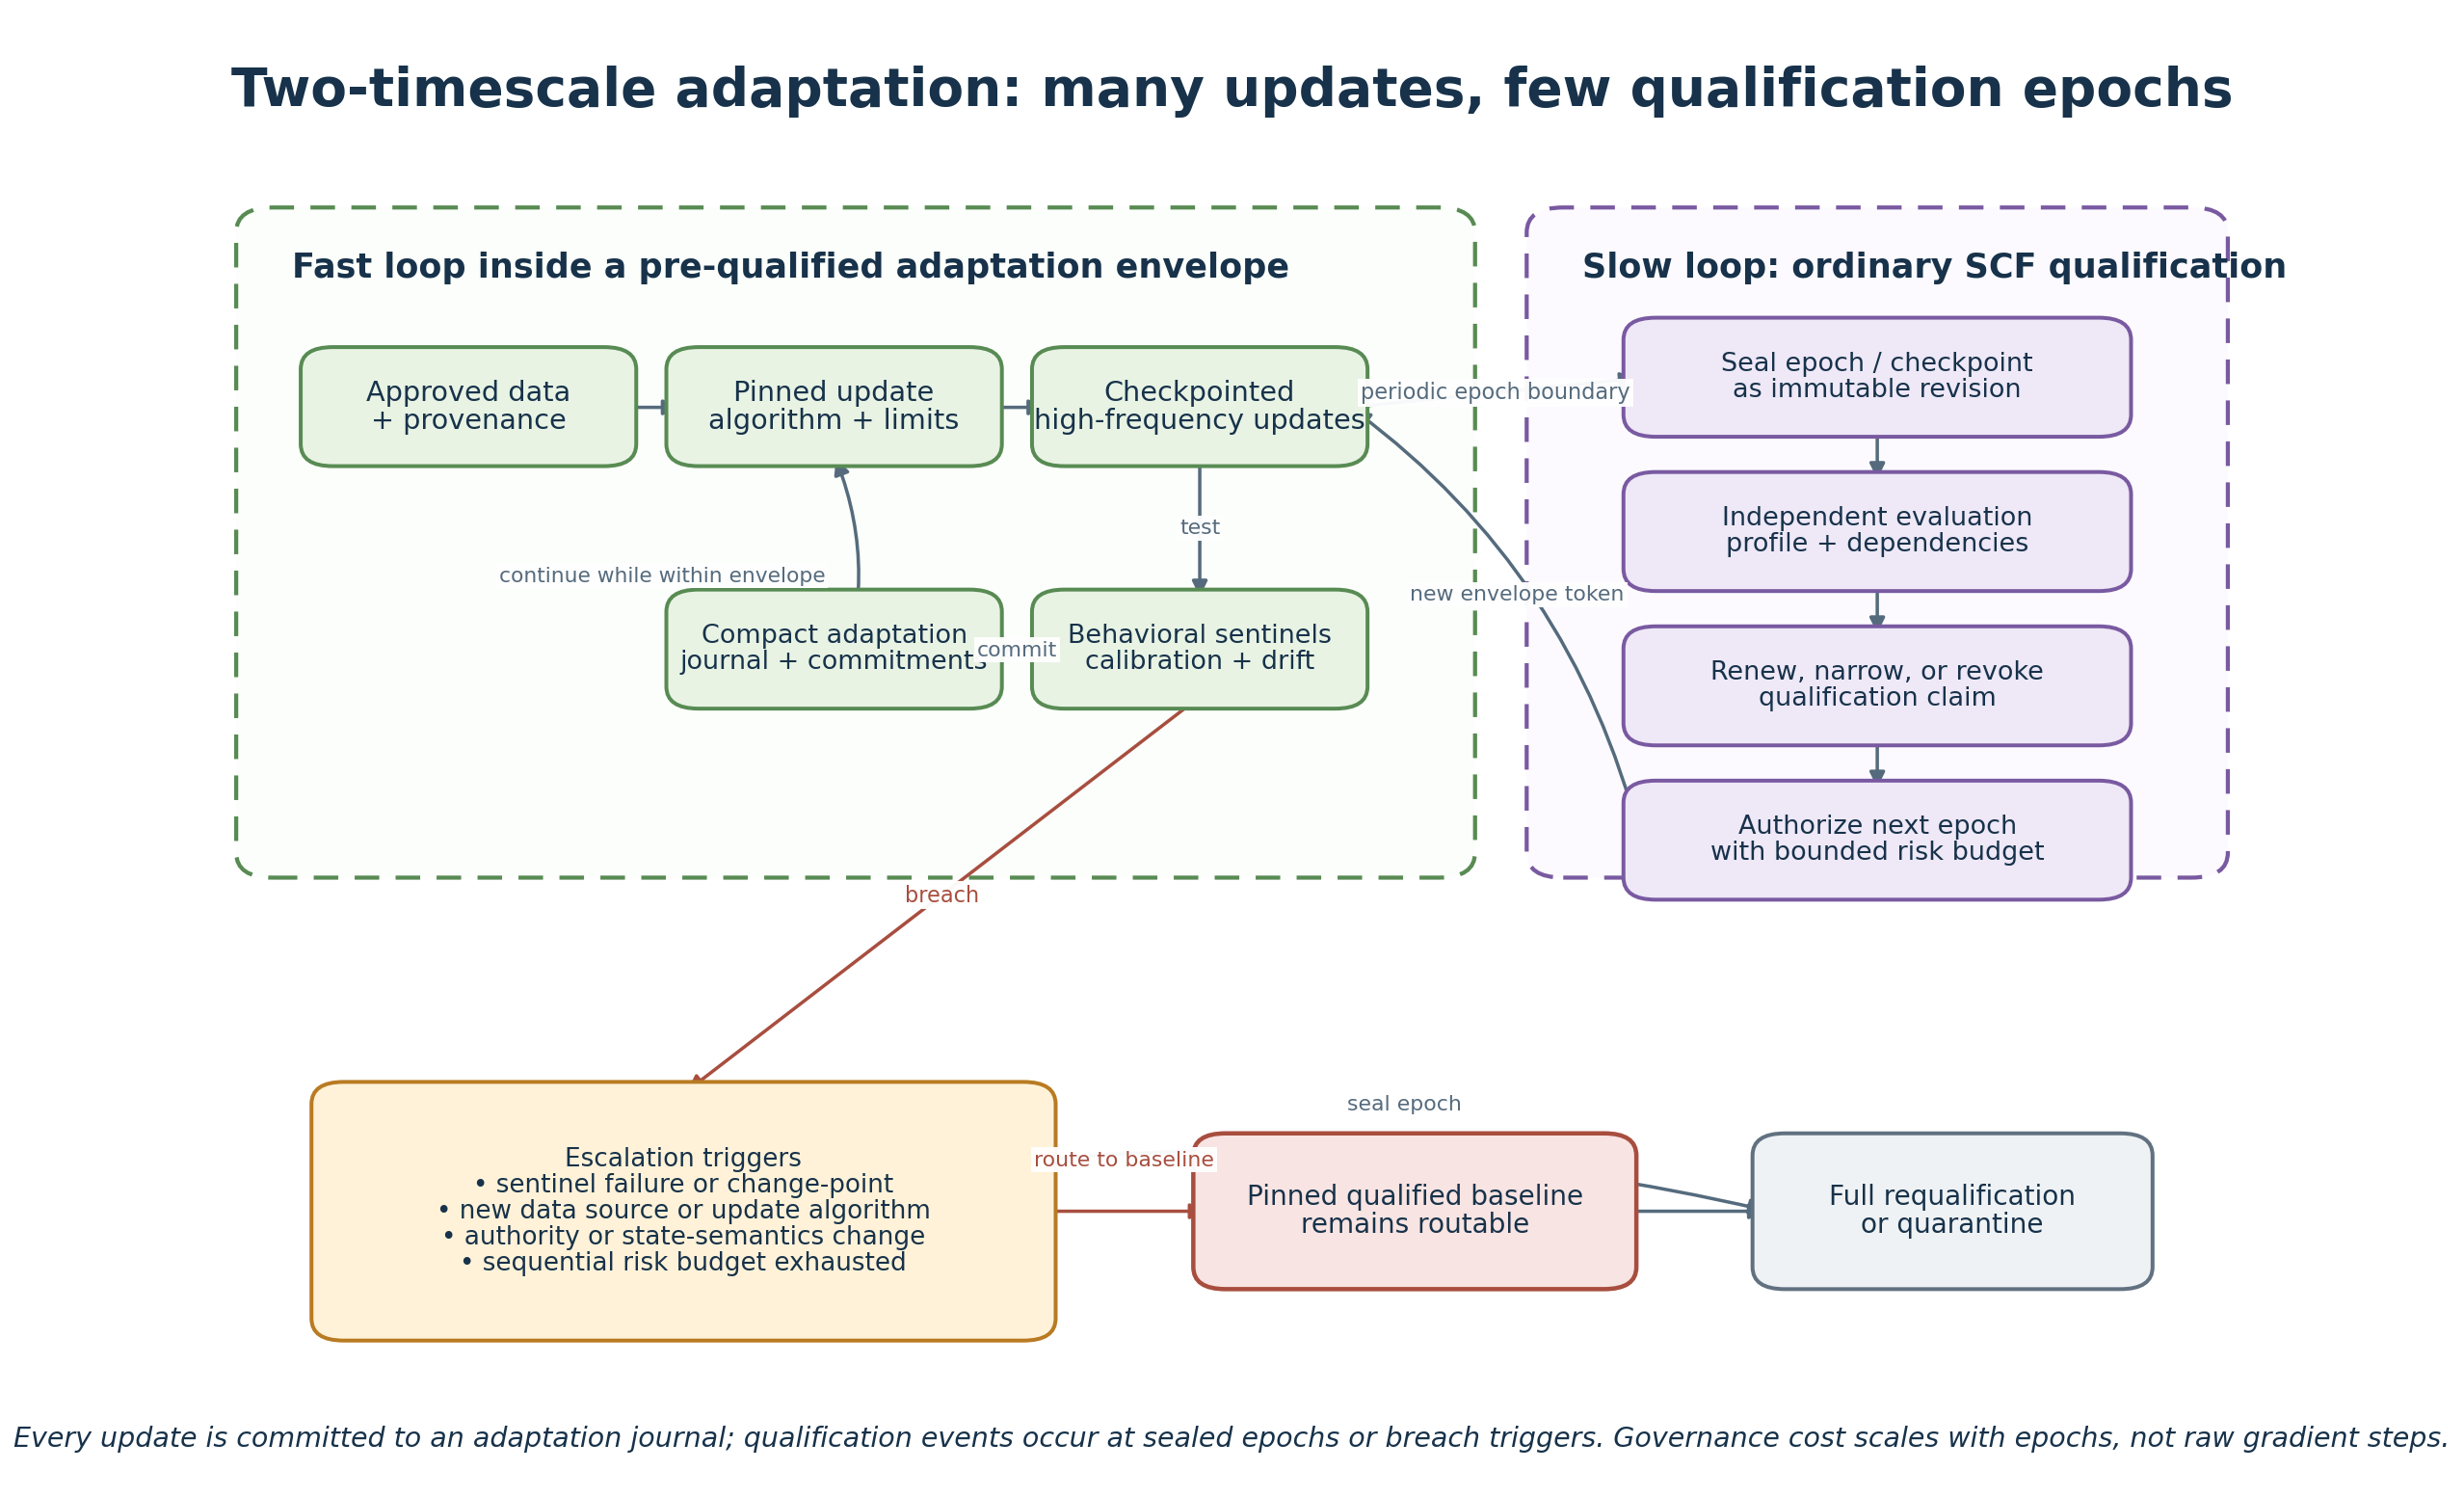 Two-timescale adaptation: many updates, few qualification epochs
Fast loop inside a pre-qualified adaptation envelope
Approved data
+ provenance
Pinned update
algorithm + limits
Checkpointed
high-frequency updates
test
continue while within envelope
Compact adaptation
journal + commitments
commit
Behavioral sentinels
calibration + drift
periodic epoch boundary
new envelope token
Slow loop: ordinary SCF qualification
Seal epoch / checkpoint
as immutable revision
Independent evaluation
profile + dependencies
Renew, narrow, or revoke
qualification claim
Authorize next epoch
with bounded risk budget
breach
Escalation triggers
• sentinel failure or change-point
• new data source or update algorithm
• authority or state-semantics change
• sequential risk budget exhausted
route to baseline
seal epoch
Pinned qualified baseline
remains routable
Full requalification
or quarantine
Every update is committed to an adaptation journal; qualification events occur at sealed epochs or breach triggers. Governance cost scales with epochs, not raw gradient steps.